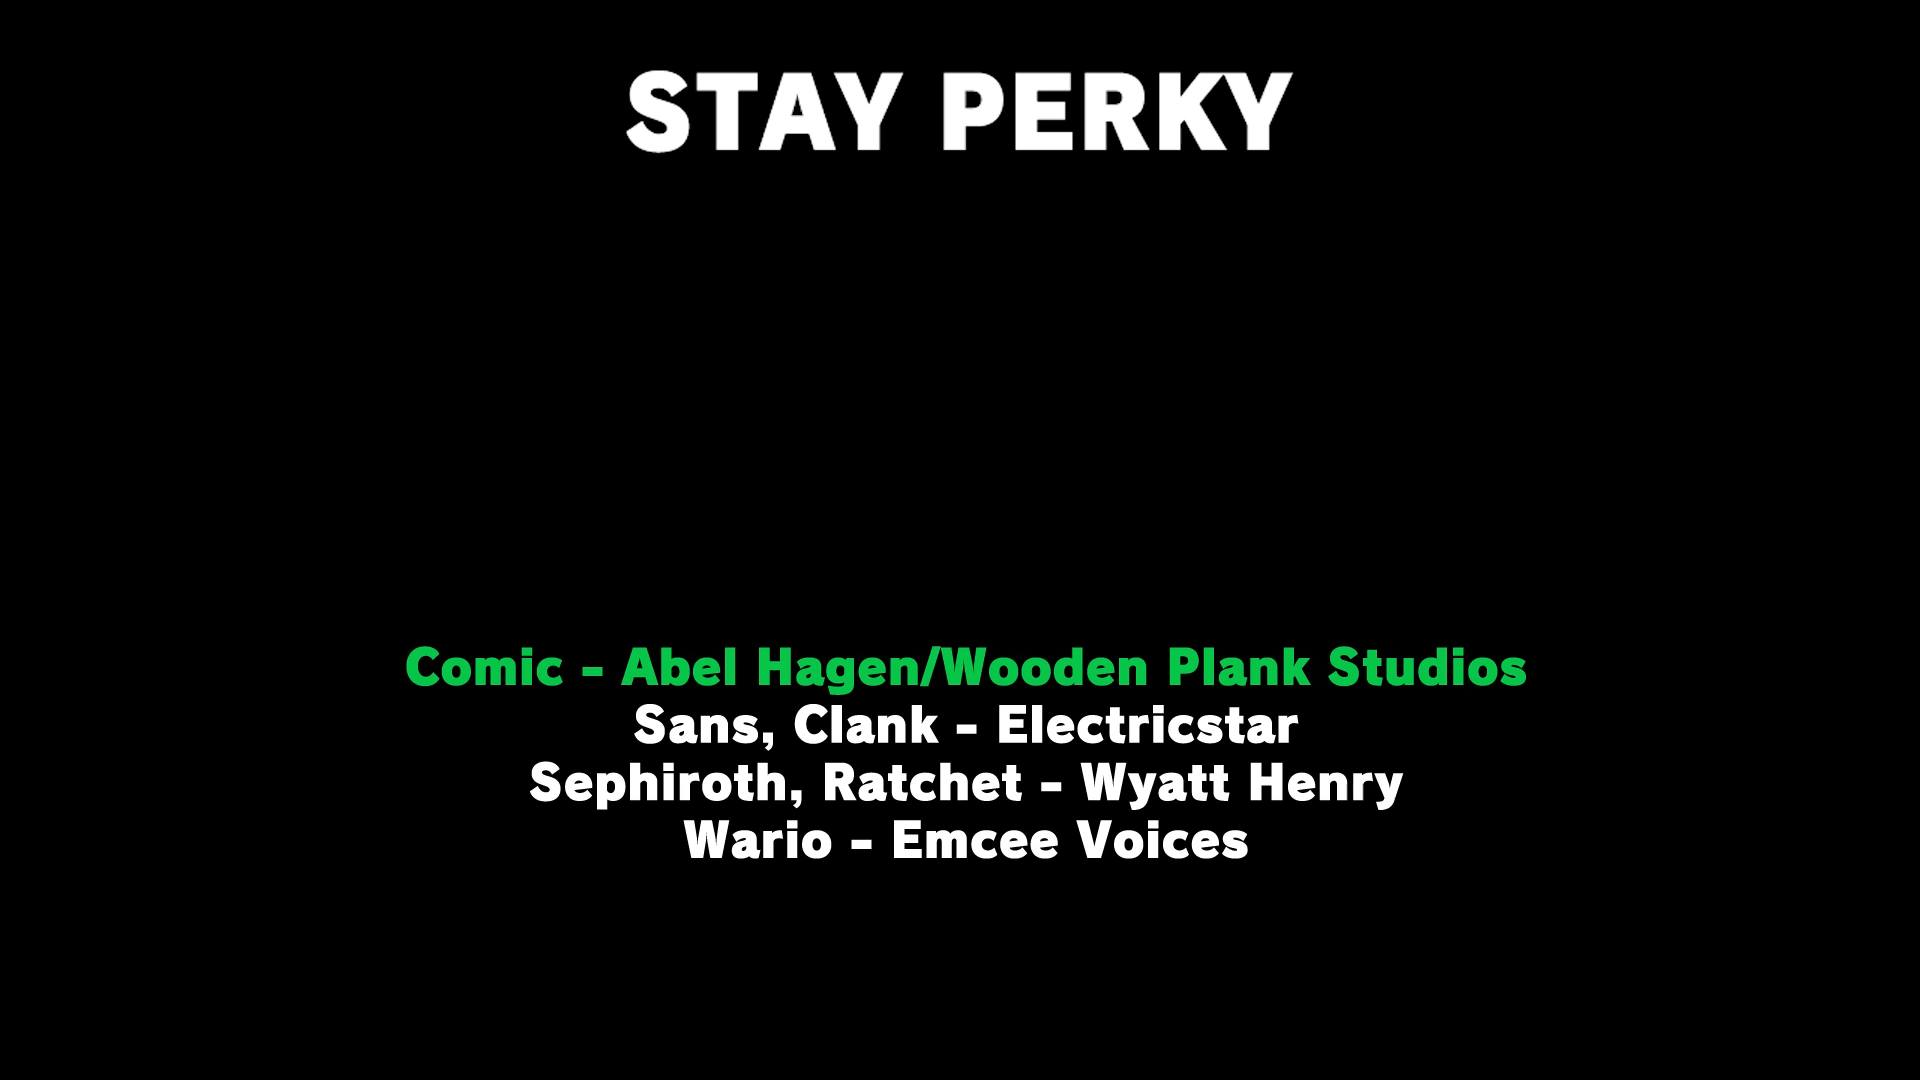 STAY PERKY
Comic - Abel Hagen/Wooden Plank Studios
Sans, Clank - Electricstar
Sephiroth, Ratchet - Wyatt Henry
Wario - Emcee Voices